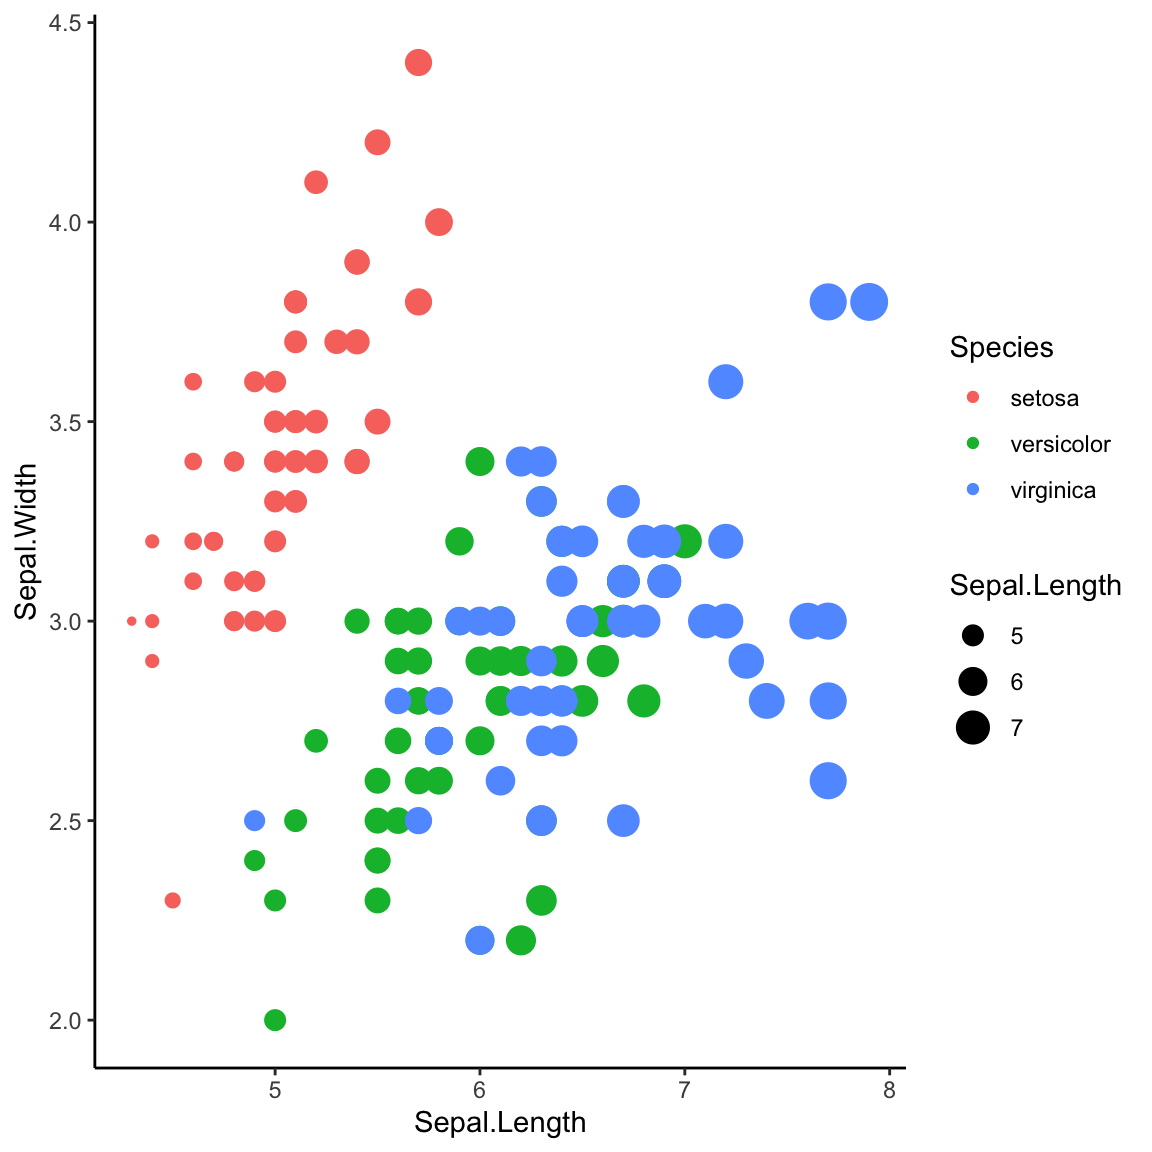 4.5
4.0
3.5
3.0
2.5
2.0
Sepal.Width
5 6 7 8
Sepal.Length
Species
setosa
versicolor
virginica
Sepal.Length
5
6
7